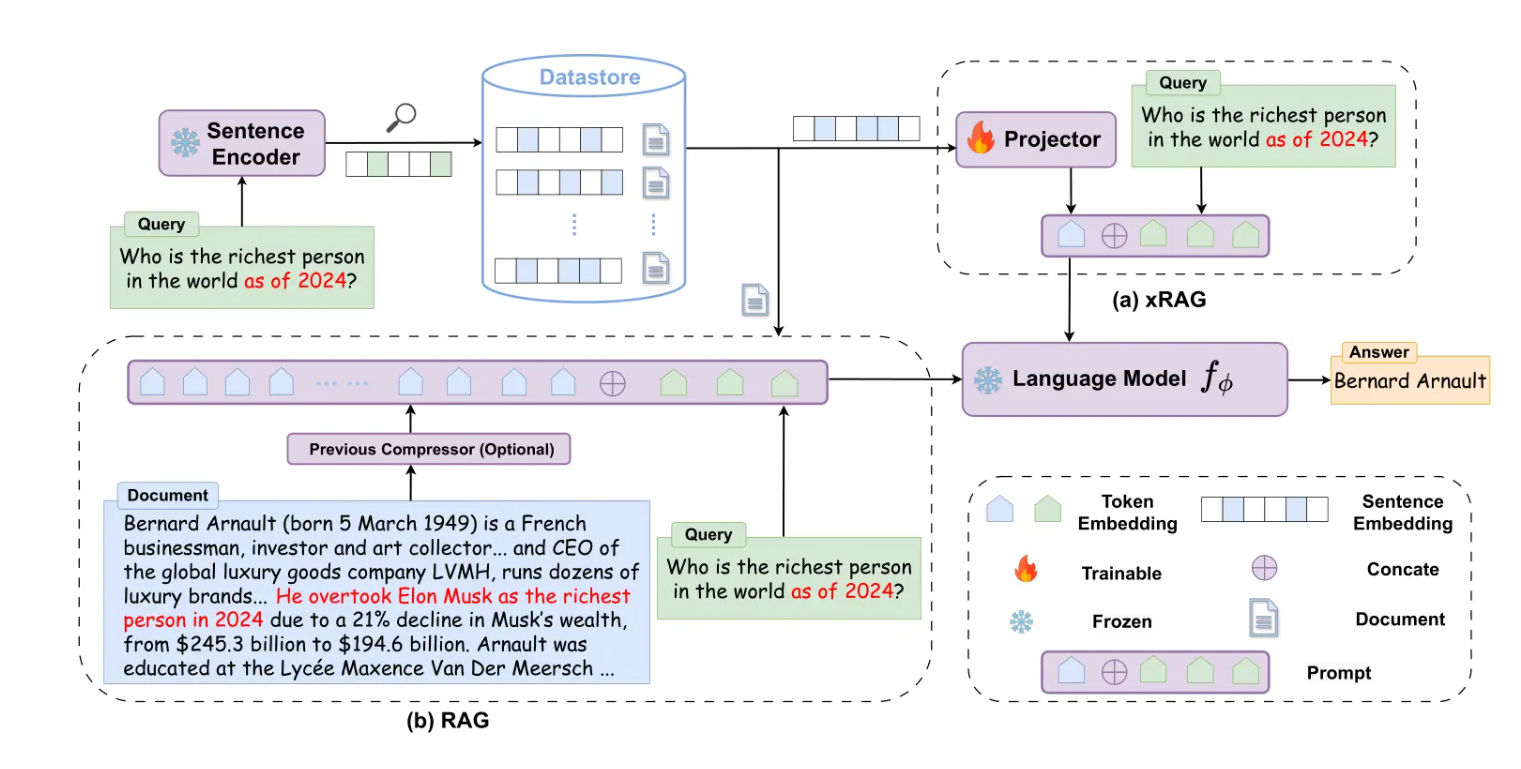 Datastore
Sentence
Encoder
Query
Who is the richest person
in the world as of 2024?
Projector
Query
Who is the richest person
in the world as of 2024?
(a) xRAG
Language Model fϕ
Answer
Bernard Arnault
Previous Compressor (Optional)
Document
Bernard Arnault (born 5 March 1949) is a French
businessman, investor and art collector... and CEO of
the global luxury goods company LVMH, runs dozens of
luxury brands... He overtook Elon Musk as the richest
person in 2024 due to a 21% decline in Musk's wealth,
from $245.3 billion to $194.6 billion. Arnault was
educated at the Lycée Maxence Van Der Meersch ...
Query
Who is the richest person
in the world as of 2024?
(b) RAG
Token
Embedding
Sentence
Embedding
Trainable
Concate
Frozen
Document
Prompt